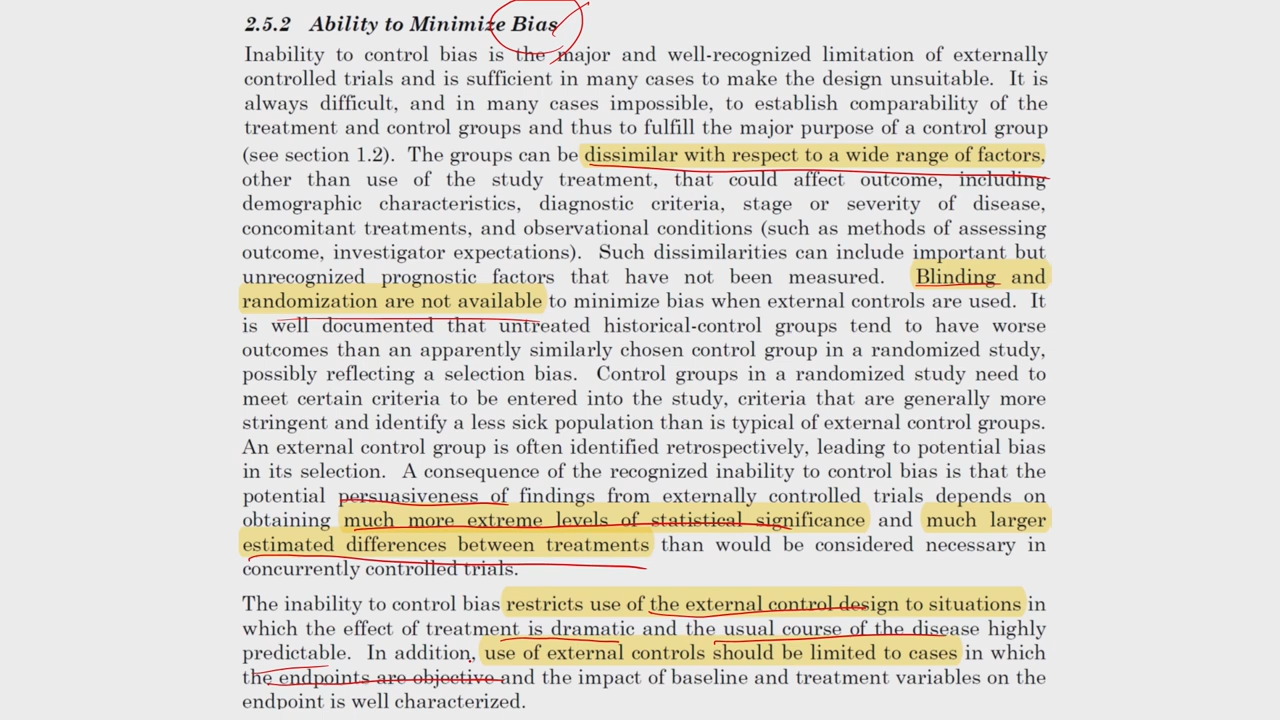 2.5.2 Ability to Minimize Bias
Inability to control bias is the major and well-recognized limitation of externally
controlled trials and is sufficient in many cases to make the design unsuitable. It is
always difficult, and in many cases impossible, to establish comparability of the
treatment and control groups and thus to fulfill the major purpose of a control group
(see section 1.2). The groups can be dissimilar with respect to a wide range of factors,
other than use of the study treatment, that could affect outcome, including
demographic characteristics, diagnostic criteria, stage or severity of disease,
concomitant treatments, and observational conditions (such as methods of assessing
outcome, investigator expectations). Such dissimilarities can include important but
unrecognized prognostic factors that have not been measured. Blinding and
randomization are not available to minimize bias when external controls are used. It
is well documented that untreated historical-control groups tend to have worse
outcomes than an apparently similarly chosen control group in a randomized study,
possibly reflecting a selection bias. Control groups in a randomized study need to
meet certain criteria to be entered into the study, criteria that are generally more
stringent and identify a less sick population than is typical of external control groups.
An external control group is often identified retrospectively, leading to potential bias
in its selection. A consequence of the recognized inability to control bias is that the
potential persuasiveness of findings from externally controlled trials depends on
obtaining much more extreme levels of statistical significance and much larger
estimated differences between treatments than would be considered necessary in
concurrently controlled trials.
The inability to control bias restricts use of the external control design to situations in
which the effect of treatment is dramatic and the usual course of the disease highly
predictable. In addition, use of external controls should be limited to cases in which
the endpoints are objective and the impact of baseline and treatment variables on the
endpoint is well characterized.